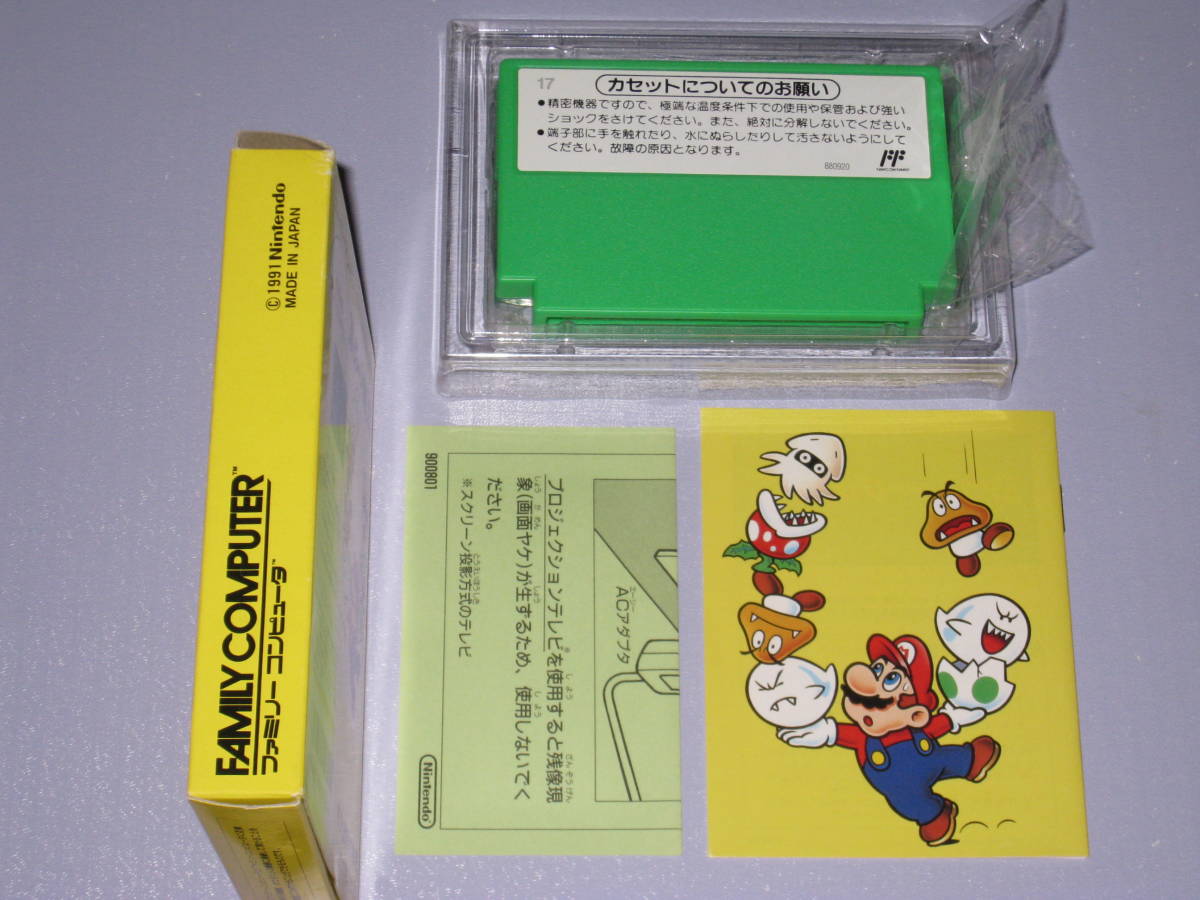 17
カセットについてのお願い
●精密機器ですので、極端な温度条件下での使用や保管および強い
ショックをさけてください。また、絶対に分解しないでください。
●端子部に手を触れたり、水にぬらしたりして汚さないようにして
ください。故障の原因となります。
880920
FF
©1991 Nintendo
MADE IN JAPAN
FAMILY COMPUTER™
ファミリー コンピュータ™
900801
プロジェクションテレビ※を使用すると残像現
象(画面ヤケ)が生ずるため、使用しないでく
ださい。
※スクリーン投影方式のテレビ
ACアダプタ
Nintendo
M